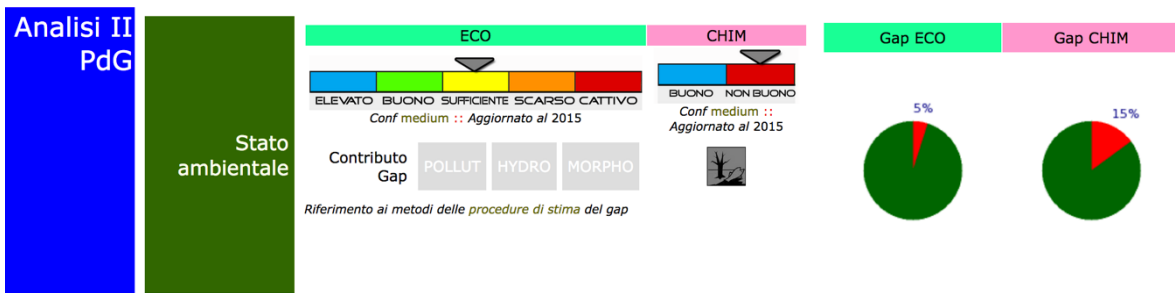 Analisi II
PdG
Stato
ambientale
ECO
ELEVATO BUONO SUFFICIENTE SCARSO CATTIVO
Conf medium :: Aggiornato al 2015
Contributo
Gap
POLLUT HYDRO MORPHO
Riferimento ai metodi delle procedure di stima del gap
CHIM
BUONO NON BUONO
Conf medium ::
Aggiornato al 2015
Gap ECO
5%
Gap CHIM
15%